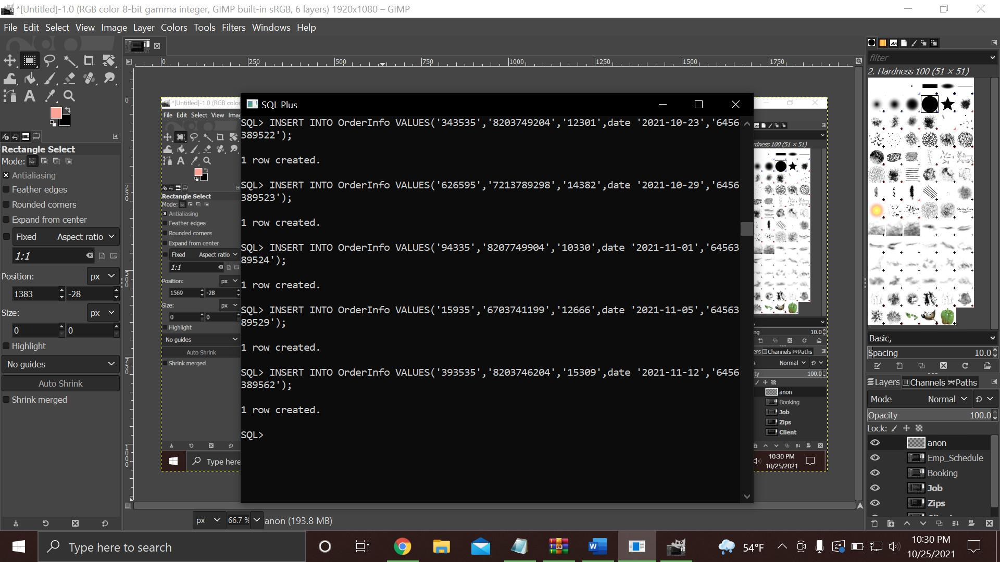 *[Untitled]-1.0 (RGB color 8-bit gamma integer, GIMP built-in sRGB, 6 layers) 1920x1080 – GIMP
File Edit Select View Image Layer Colors Tools Filters Windows Help
0 250 500 750 1000 1250 1500 1750
filter
2. Hardness 100 (51 × 51)
0
250
500
750
1000
Rectangle Select
Mode:
Antialiasing
Feather edges
Rounded corners
Expand from center
Fixed Aspect ratio
1:1
Position: px
1383 -28
Size: px
0 0
Highlight
No guides
Auto Shrink
Shrink merged
*[Untitled]-1.0 (RGB colo
File Edit Select View
Rectangle Select
Mode:
Antialiasing
Feather edges
Rounded corners
Expand from center
Fixed Aspect ratio
1:1
Position: px
1569 -28
Size: px
0 0
Highlight
No guides
Auto Shrink
Shrink merged
Type here
SQL Plus
SQL> INSERT INTO OrderInfo VALUES('343535','8203749204','12301',date '2021-10-23','6456
389522');
1 row created.
SQL> INSERT INTO OrderInfo VALUES('626595','7213789298','14382',date '2021-10-29','6456
389523');
1 row created.
SQL> INSERT INTO OrderInfo VALUES('94335','8207749904','10330',date '2021-11-01','64563
89524');
1 row created.
SQL> INSERT INTO OrderInfo VALUES('15935','6703741199','12666',date '2021-11-05','64563
89529');
1 row created.
SQL> INSERT INTO OrderInfo VALUES('393535','8203746204','15309',date '2021-11-12','6456
389562');
1 row created.
SQL>
rdness 100 (51 × 51)
10.0
Channels Paths
Normal
100.0
anon
Booking
Job
Zips
Client
10:30 PM
10/25/2021
Basic,
Spacing 10.0
Layers Channels Paths
Mode Normal
Opacity 100.0
Lock:
anon
Emp_Schedule
Booking
Job
Zips
px 66.7 % anon (193.8 MB)
Type here to search
54°F
10:30 PM
10/25/2021